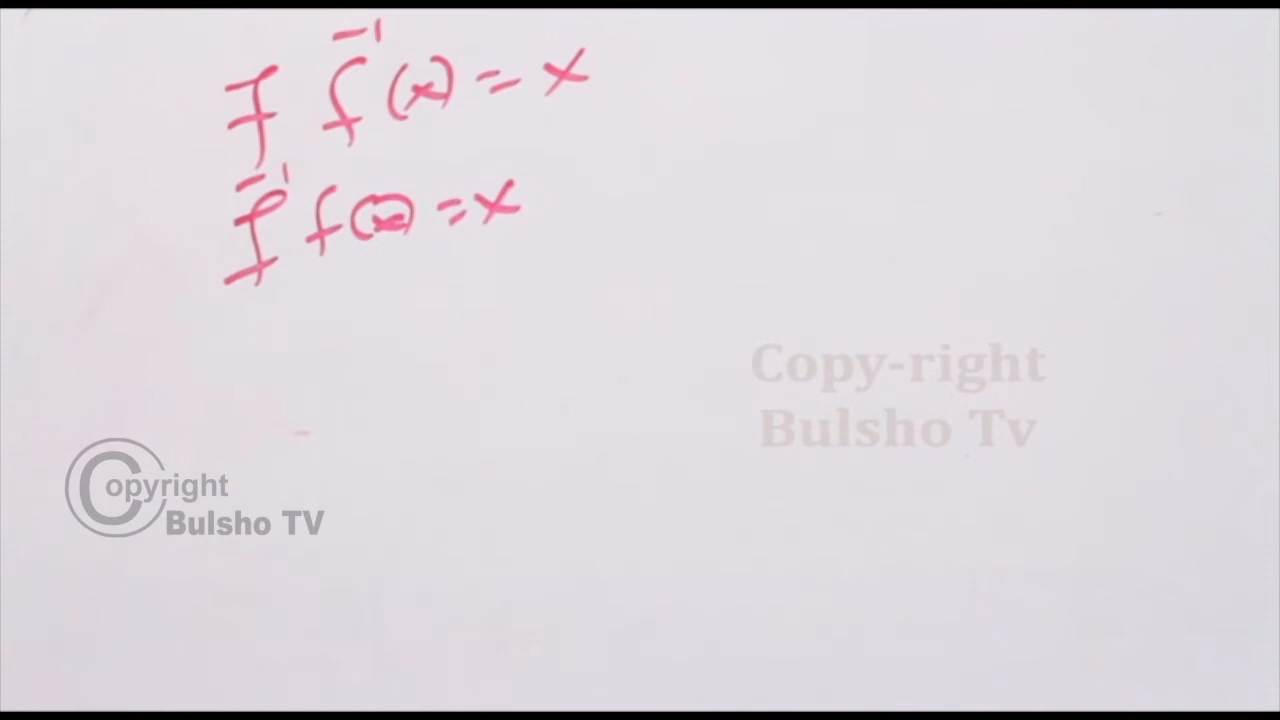 f f⁻¹(x) = x
f⁻¹ f(x) = x
Copy-right
Bulsho Tv
Copyright
Bulsho TV